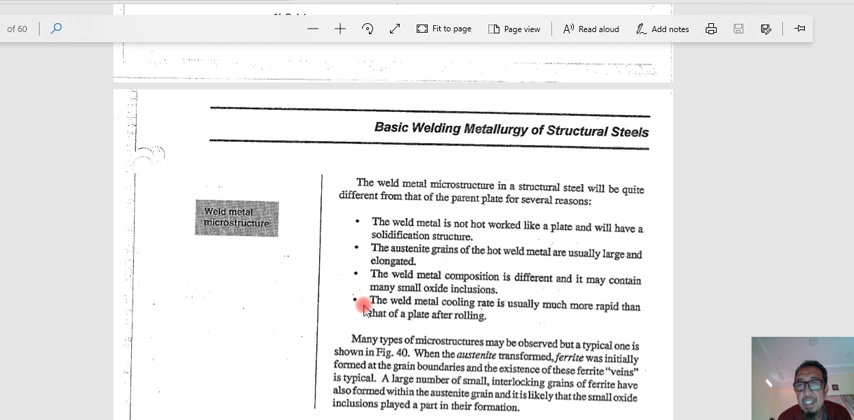 of 60
Fit to page
Page view
Read aloud
Add notes
Basic Welding Metallurgy of Structural Steels
Weld metal
microstructure
The weld metal microstructure in a structural steel will be quite
different from that of the parent plate for several reasons:
• The weld metal is not hot worked like a plate and will have a
solidification structure.
• The austenite grains of the hot weld metal are usually large and
elongated.
• The weld metal composition is different and it may contain
many small oxide inclusions.
• The weld metal cooling rate is usually much more rapid than
that of a plate after rolling.
Many types of microstructures may be observed but a typical one is
shown in Fig. 40. When the austenite transformed, ferrite was initially
formed at the grain boundaries and the existence of these ferrite "veins"
is typical. A large number of small, interlocking grains of ferrite have
also formed within the austenite grain and it is likely that the small oxide
inclusions played a part in their formation.